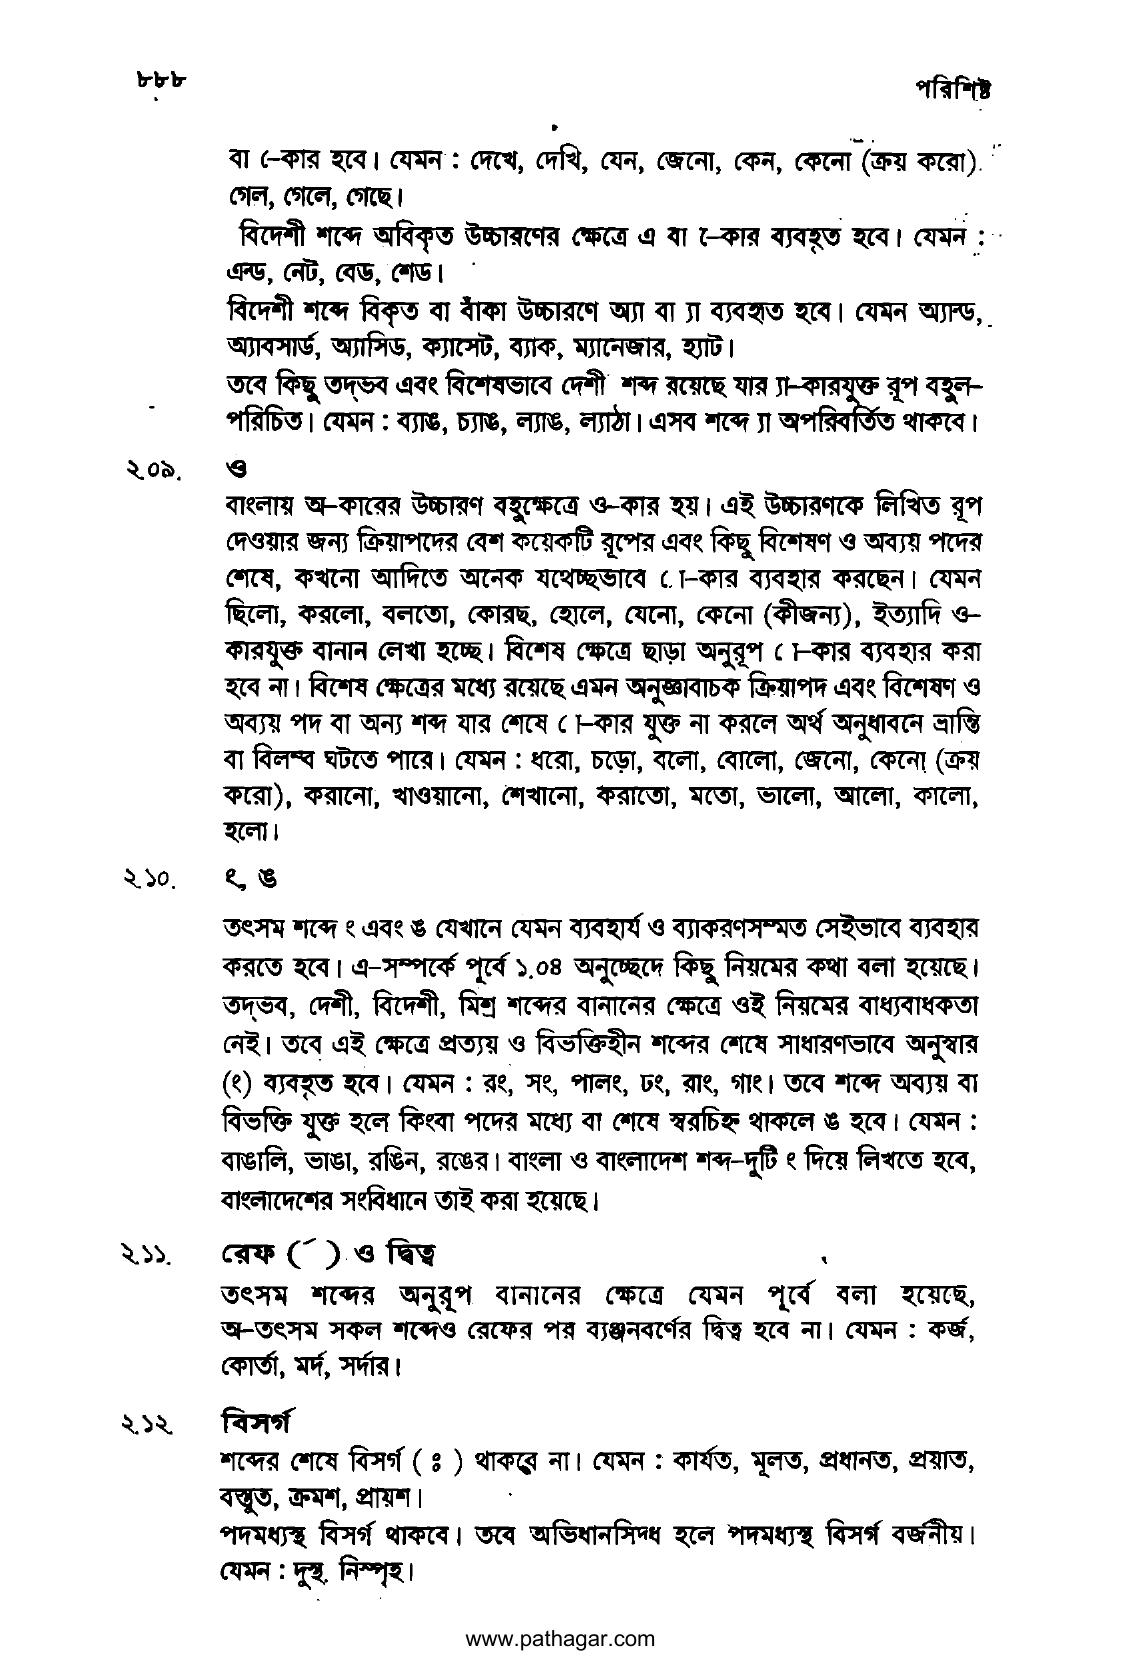 ৮৮৮
পরিশিষ্ট
বা ে-কার হবে। যেমন : দেখে, দেখি, যেন, জেনো, কেন, কেনো (ক্রয় করো)
গেল, গেলে, গেছে।
বিদেশী শব্দে অবিকৃত উচ্চারণের ক্ষেত্রে এ বা ে-কার ব্যবহৃত হবে। যেমন :
এন্ড, নেট, বেড, শেড।
বিদেশী শব্দে বিকৃত বা বাঁকা উচ্চারণে অ্যা বা ্যা ব্যবহৃত হবে। যেমন অ্যান্ড,
অ্যাবসার্ড, অ্যাসিড, ক্যাসেট, ব্যাক, ম্যানেজার, হ্যাট।
তবে কিছু তদ্ভব এবং বিশেষভাবে দেশী শব্দ রয়েছে যার ্যা-কারযুক্ত রূপ বহুল-
পরিচিত। যেমন : ব্যাঙ, চ্যাঙ, ল্যাঙ, ল্যাঠা। এসব শব্দে ্যা অপরিবর্তিত থাকবে।
২.০৯. ও
বাংলায় অ-কারের উচ্চারণ বহুক্ষেত্রে ও-কার হয়। এই উচ্চারণকে লিখিত রূপ
দেওয়ার জন্য ক্রিয়াপদের বেশ কয়েকটি রূপের এবং কিছু বিশেষণ ও অব্যয় পদের
শেষে, কখনো আদিতে অনেক যথেচ্ছভাবে ো-কার ব্যবহার করছেন। যেমন
ছিলো, করলো, বলতো, কোরছ, হোলে, যেনো, কেনো (কীজন্য), ইত্যাদি ও-
কারযুক্ত বানান লেখা হচ্ছে। বিশেষ ক্ষেত্রে ছাড়া অনুরূপ ো-কার ব্যবহার করা
হবে না। বিশেষ ক্ষেত্রের মধ্যে রয়েছে এমন অনুজ্ঞাবাচক ক্রিয়াপদ এবং বিশেষণ ও
অব্যয় পদ বা অন্য শব্দ যার শেষে ো-কার যুক্ত না করলে অর্থ অনুধাবনে ভ্রান্তি
বা বিলম্ব ঘটতে পারে। যেমন : ধরো, চড়ো, বলো, বোলো, জেনো, কেনো (ক্রয়
করো), করানো, খাওয়ানো, শেখানো, করাতো, মতো, ভালো, আলো, কালো,
হলো।
২.১০. ং, ঙ
তৎসম শব্দে ং এবং ঙ যেখানে যেমন ব্যবহার্য ও ব্যাকরণসম্মত সেইভাবে ব্যবহার
করতে হবে। এ-সম্পর্কে পূর্বে ১.০৪ অনুচ্ছেদে কিছু নিয়মের কথা বলা হয়েছে।
তদ্ভব, দেশী, বিদেশী, মিশ্র শব্দের বানানের ক্ষেত্রে ওই নিয়মের বাধ্যবাধকতা
নেই। তবে এই ক্ষেত্রে প্রত্যয় ও বিভক্তিহীন শব্দের শেষে সাধারণভাবে অনুস্বার
(ং) ব্যবহৃত হবে। যেমন : রং, সং, পালং, ঢং, রাং, গাং। তবে শব্দে অব্যয় বা
বিভক্তি যুক্ত হলে কিংবা পদের মধ্যে বা শেষে স্বরচিহ্ন থাকলে ঙ হবে। যেমন :
বাঙালি, ভাঙা, রঙিন, রঙের। বাংলা ও বাংলাদেশ শব্দ-দুটি ং দিয়ে লিখতে হবে,
বাংলাদেশের সংবিধানে তাই করা হয়েছে।
২.১১. রেফ (র্) ও দ্বিত্ব
তৎসম শব্দের অনুরূপ বানানের ক্ষেত্রে যেমন পূর্বে বলা হয়েছে,
অ-তৎসম সকল শব্দেও রেফের পর ব্যঞ্জনবর্ণের দ্বিত্ব হবে না। যেমন : কর্জ,
কোর্তা, মর্দ, সর্দার।
২.১২ বিসর্গ
শব্দের শেষে বিসর্গ (ঃ) থাকবে না। যেমন : কার্যত, মূলত, প্রধানত, প্রয়াত,
বস্তুত, ক্রমশ, প্রায়শ।
পদমধ্যস্থ বিসর্গ থাকবে। তবে অভিধানসিদ্ধ হলে পদমধ্যস্থ বিসর্গ বর্জনীয়।
যেমন : দুস্থ, নিস্পৃহ।
www.pathagar.com